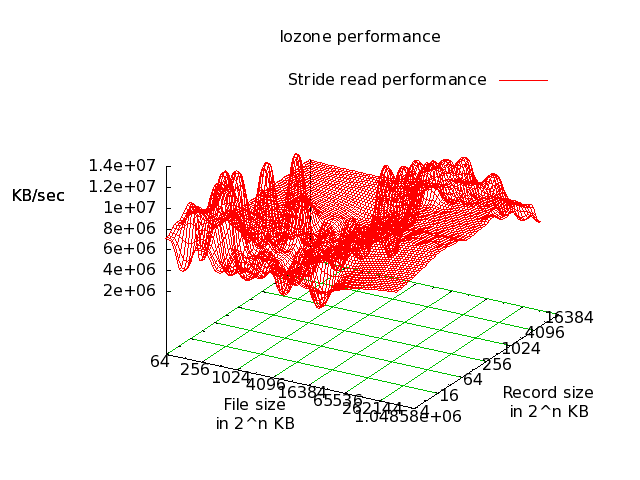 Iozone performance
Stride read performance
1.4e+07
1.2e+07
1e+07
8e+06
6e+06
4e+06
2e+06
KB/sec
64
256
1024
4096
16384
65536
262144
1.04858e+06
File size
in 2^n KB
4
16
64
256
1024
4096
16384
Record size
in 2^n KB